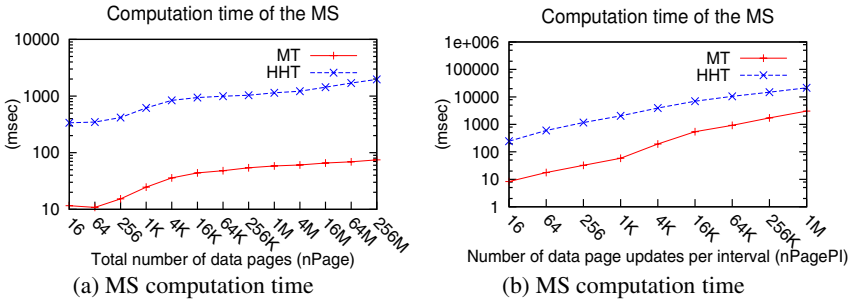 Computation time of the MS
10000
1000
100
10
(msec)
MT
HHT
16
64
256
1K
4K
16K
64K
256K
1M
4M
16M
64M
256M
Total number of data pages (nPage)
(a) MS computation time
Computation time of the MS
1e+006
100000
10000
1000
100
10
1
(msec)
MT
HHT
16
64
256
1K
4K
16K
64K
256K
1M
Number of data page updates per interval (nPagePI)
(b) MS computation time